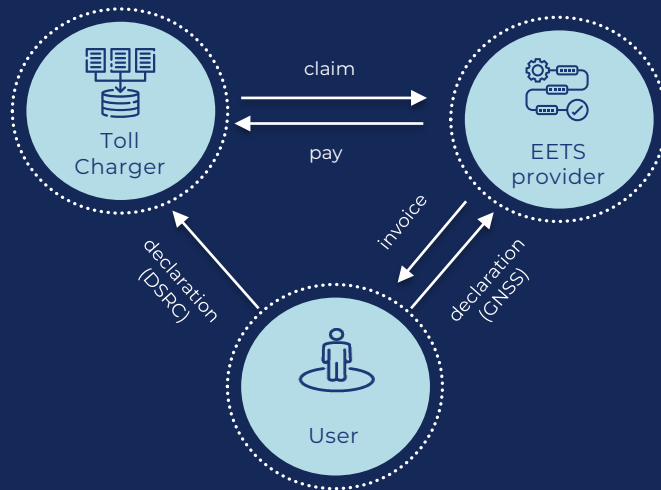 claim
Toll
Charger
pay
EETS
provider
invoice
declaration
(DSRC)
declaration
(GNSS)
User